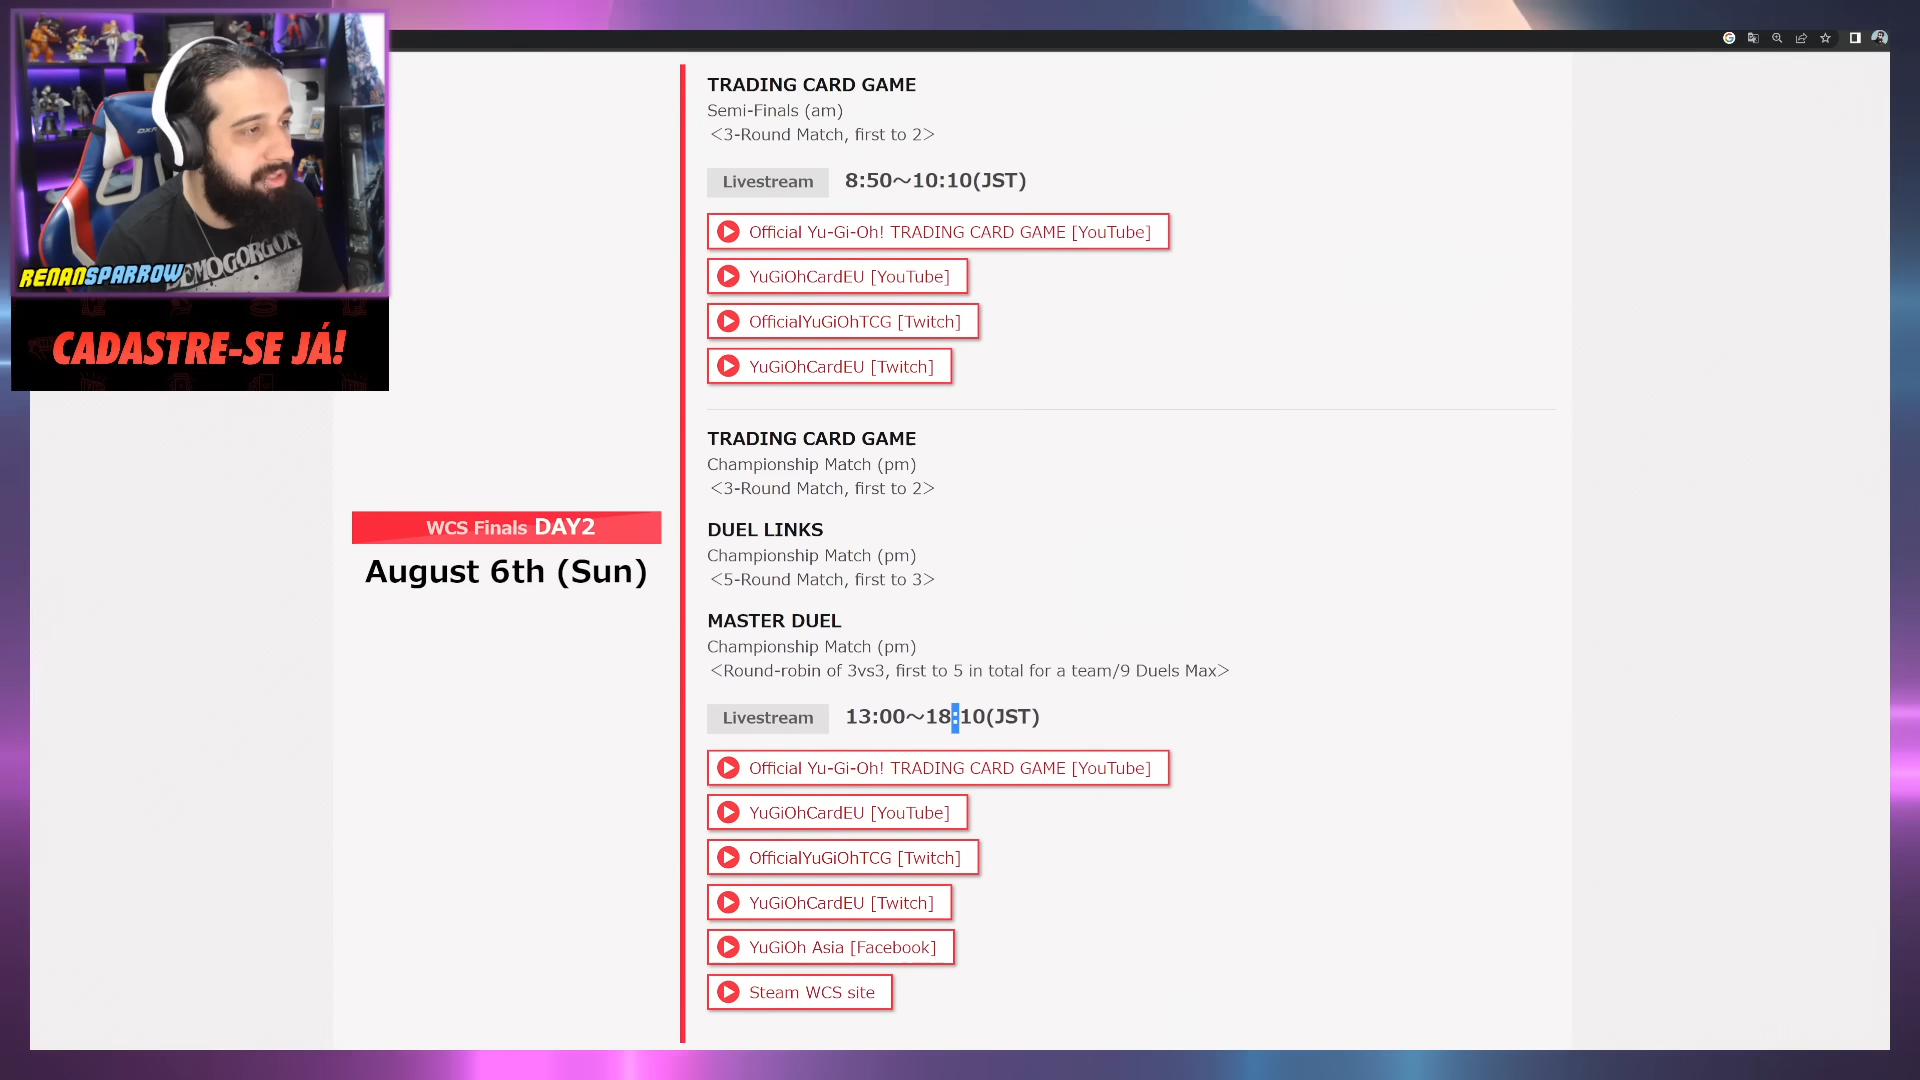 RENANSPARROW
DEMOGORGON
CADASTRE-SE JÁ!
TRADING CARD GAME
Semi-Finals (am)
<3-Round Match, first to 2>
Livestream 8:50～10:10(JST)
Official Yu-Gi-Oh! TRADING CARD GAME [YouTube]
YuGiOhCardEU [YouTube]
OfficialYuGiOhTCG [Twitch]
YuGiOhCardEU [Twitch]
WCS Finals DAY2
August 6th (Sun)
TRADING CARD GAME
Championship Match (pm)
<3-Round Match, first to 2>
DUEL LINKS
Championship Match (pm)
<5-Round Match, first to 3>
MASTER DUEL
Championship Match (pm)
<Round-robin of 3vs3, first to 5 in total for a team/9 Duels Max>
Livestream 13:00～18:10(JST)
Official Yu-Gi-Oh! TRADING CARD GAME [YouTube]
YuGiOhCardEU [YouTube]
OfficialYuGiOhTCG [Twitch]
YuGiOhCardEU [Twitch]
YuGiOh Asia [Facebook]
Steam WCS site